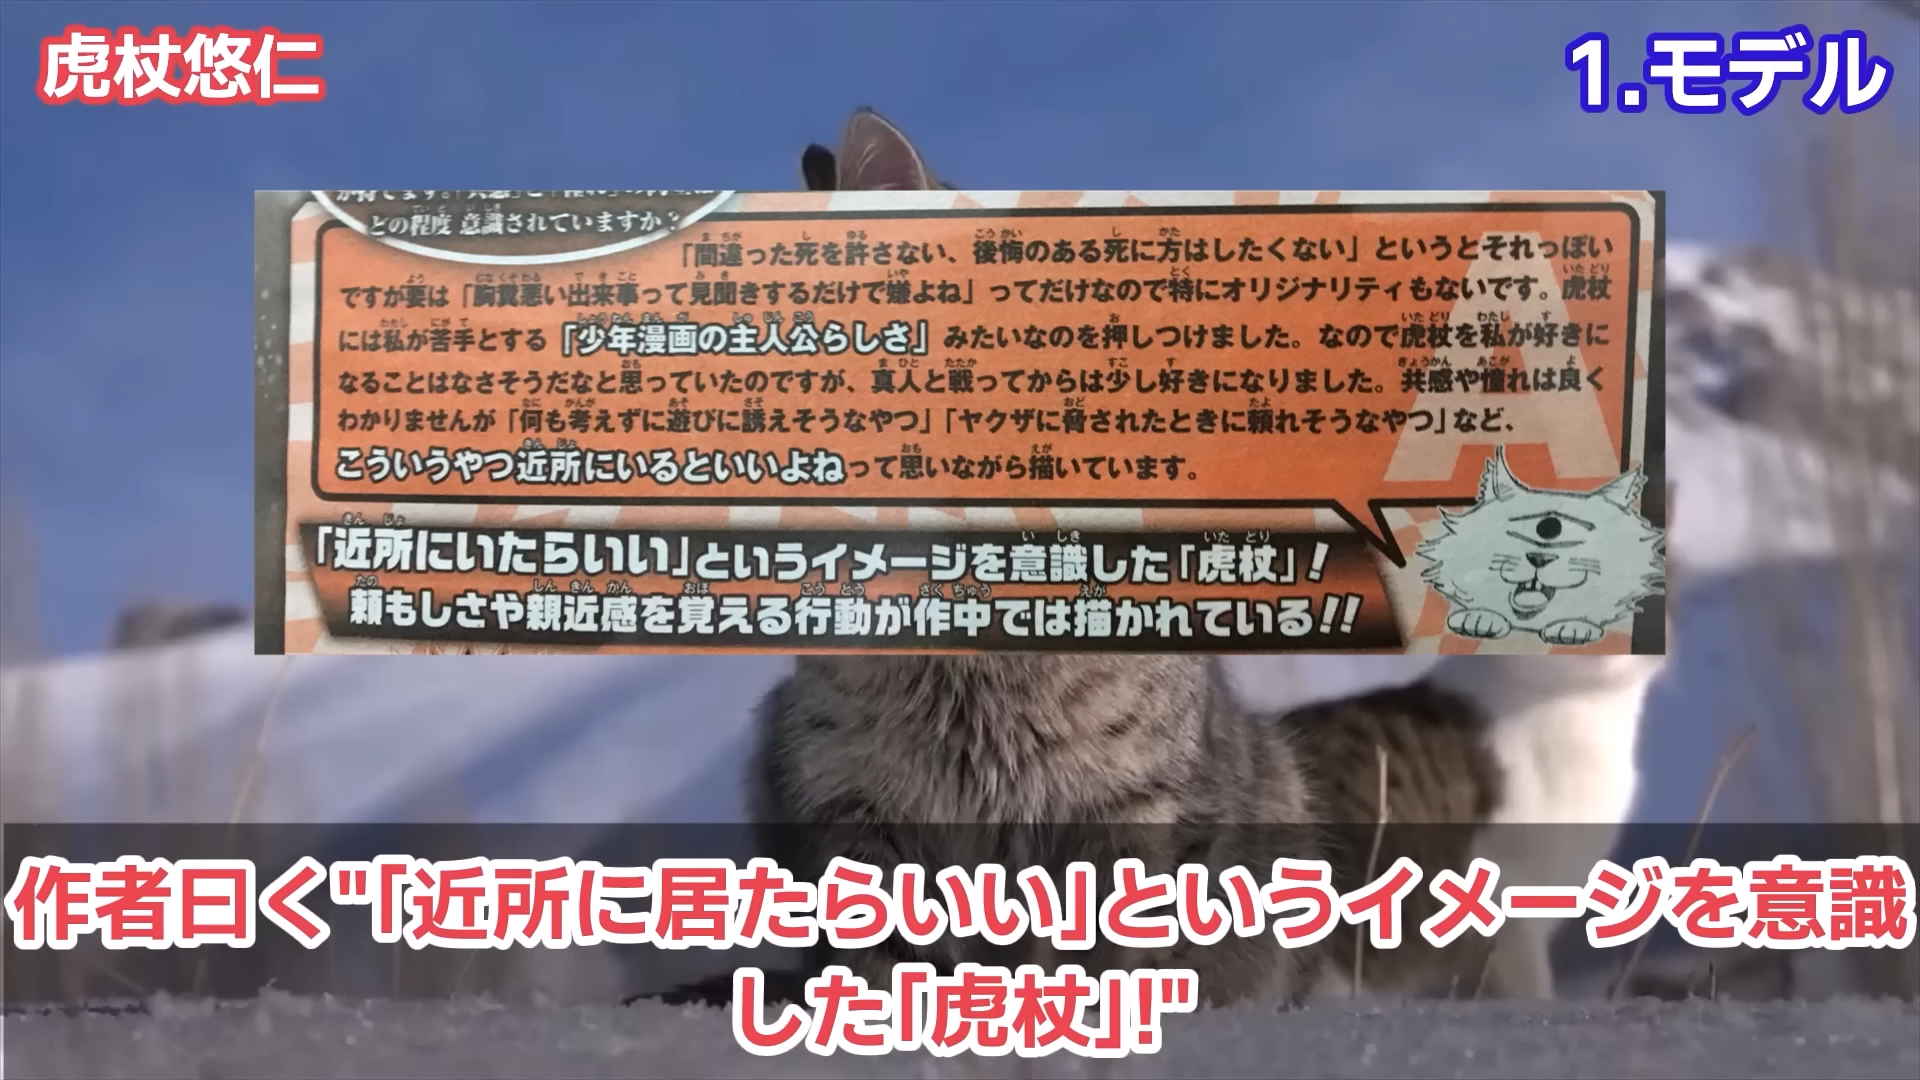 虎杖悠仁
1.モデル
どの程度 意識されていますか?
「間違った死を許さない、後悔のある死に方はしたくない」というとそれっぽい
ですが要は「胸糞悪い出来事って見聞きするだけで嫌よね」ってだけなので特にオリジナリティもないです。虎杖
には私が苦手とする「少年漫画の主人公らしさ」みたいなのを押しつけました。なので虎杖を私が好きに
なることはなさそうだなと思っていたのですが、真人と戦ってからは少し好きになりました。共感や憧れは良く
わかりませんが「何も考えずに遊びに誘えそうなやつ」「ヤクザに脅されたときに頼れそうなやつ」など、
こういうやつ近所にいるといいよねって思いながら描いています。
「近所にいたらいい」というイメージを意識した「虎杖」!
頼もしさや親近感を覚える行動が作中では描かれている!!
作者曰く"「近所に居たらいい」というイメージを意識
した「虎杖」!"